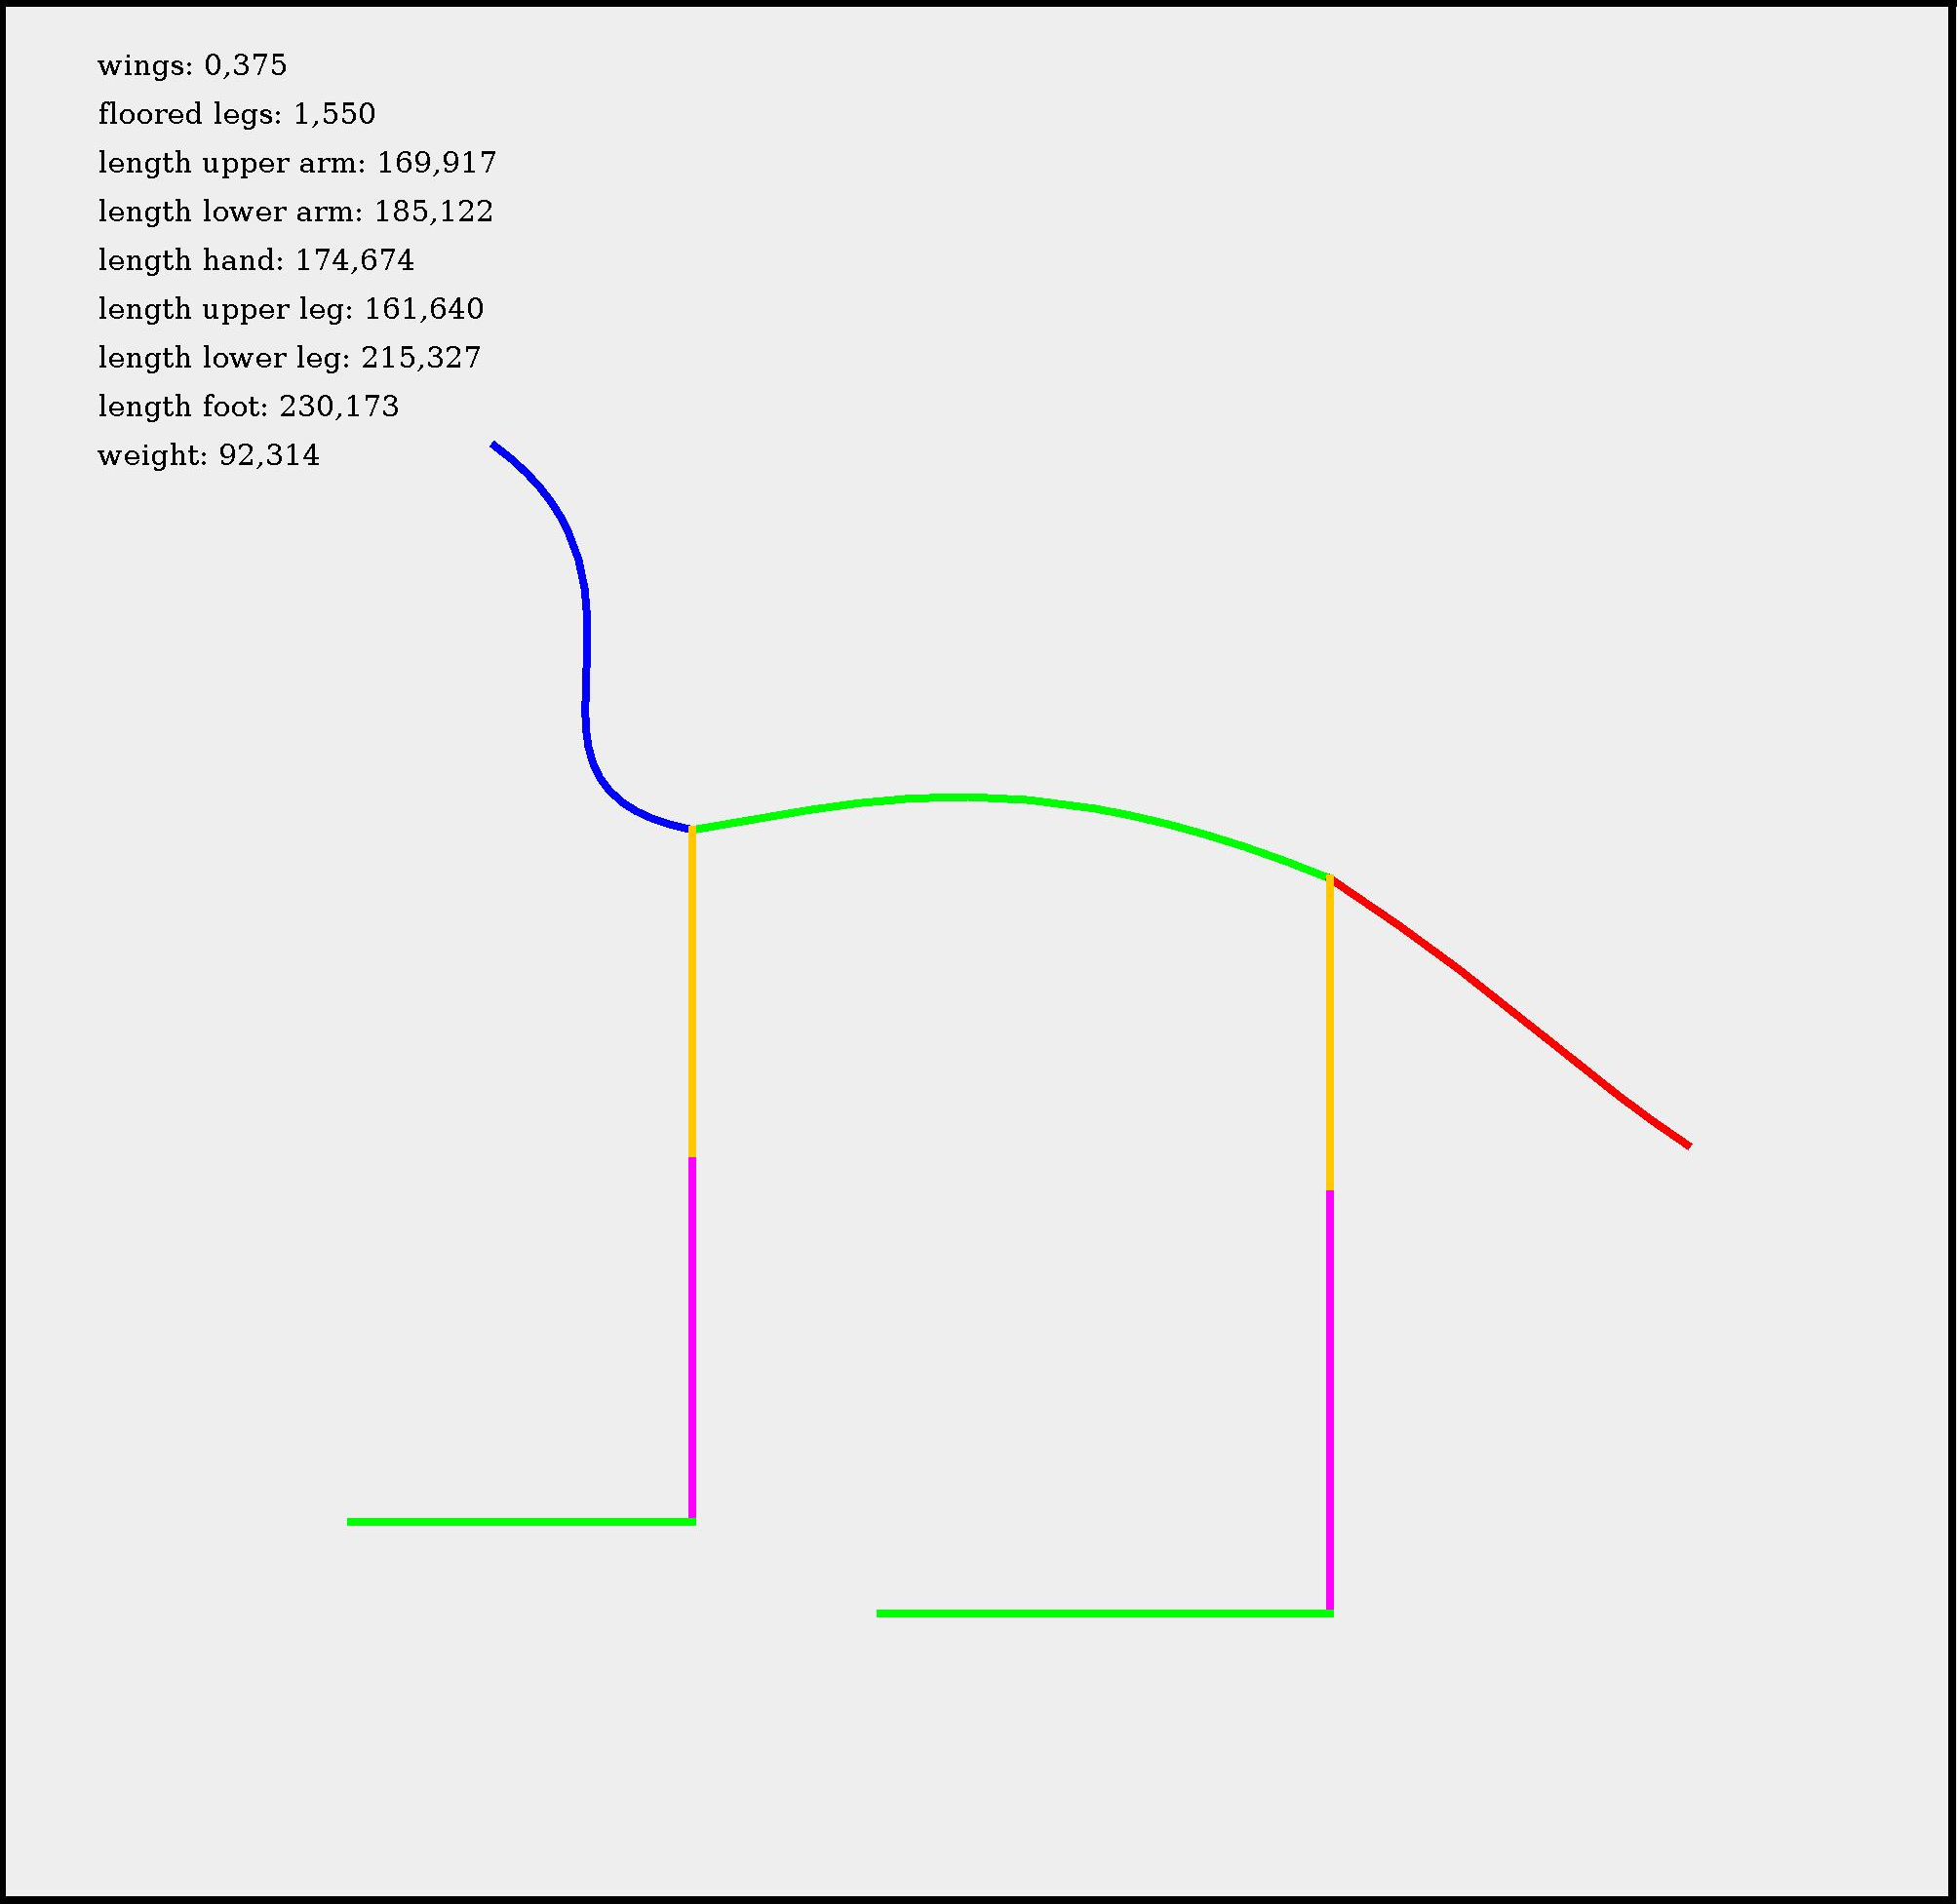 wings: 0,375
floored legs: 1,550
length upper arm: 169,917
length lower arm: 185,122
length hand: 174,674
length upper leg: 161,640
length lower leg: 215,327
length foot: 230,173
weight: 92,314